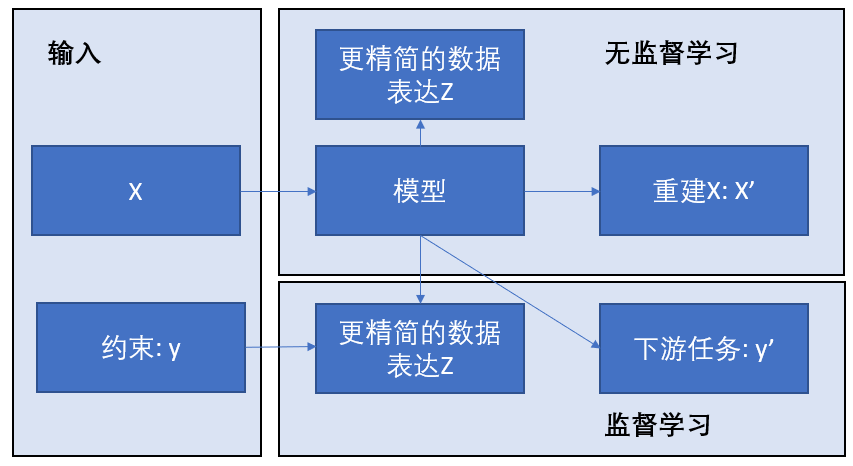 输入
无监督学习
更精简的数据
表达Z
X
模型
重建X: X’
约束: y
更精简的数据
表达Z
下游任务: y’
监督学习